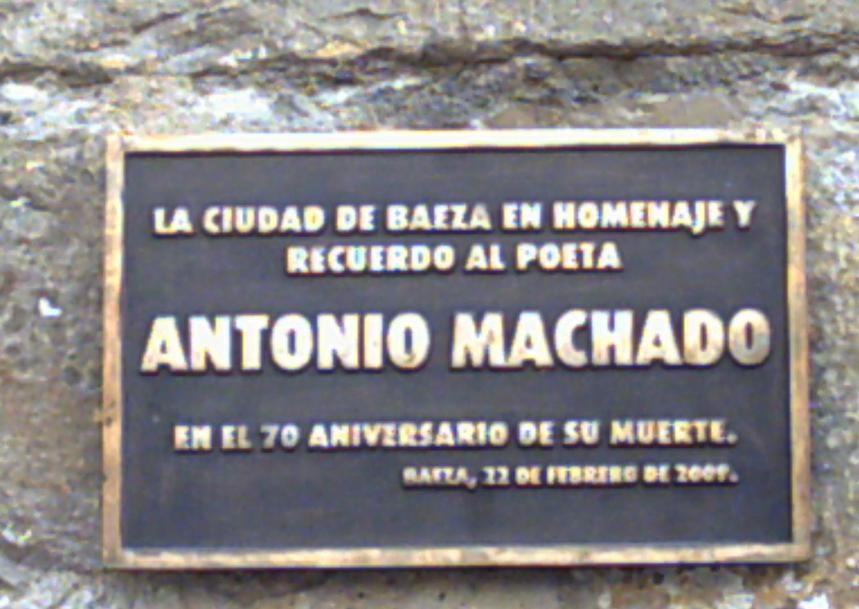 LA CIUDAD DE BAEZA EN HOMENAJE Y
RECUERDO AL POETA
ANTONIO MACHADO
EN EL 70 ANIVERSARIO DE SU MUERTE.
BAEZA, 22 DE FEBRERO DE 2009.